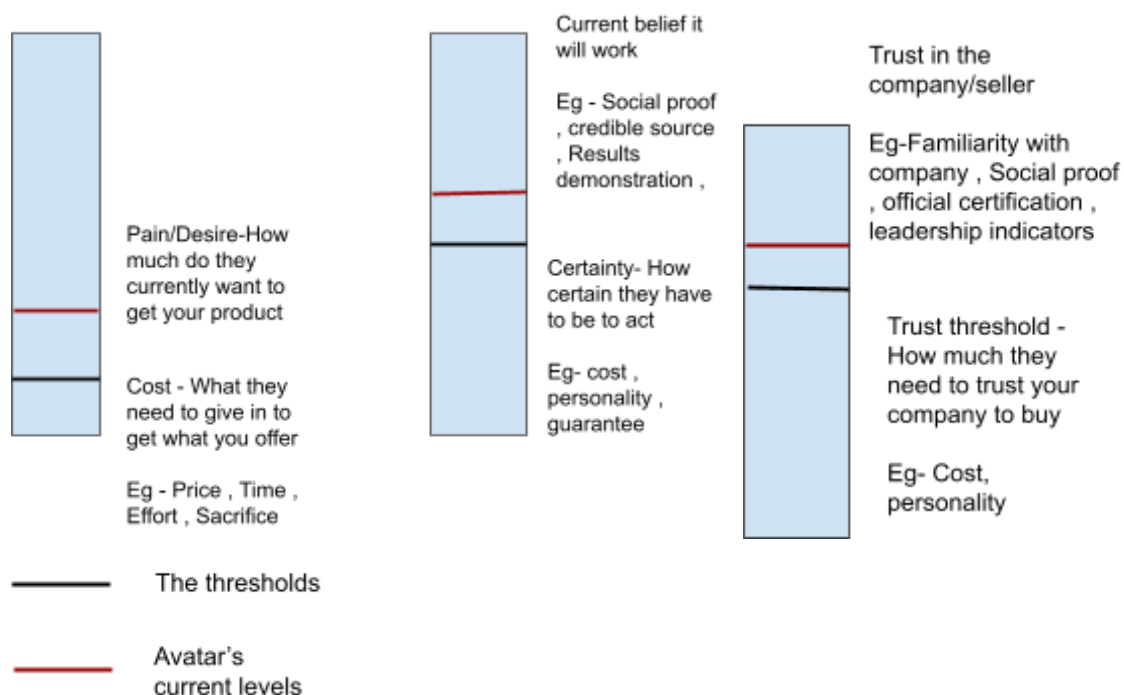 Pain/Desire-How
much do they
currently want to
get your product
Cost - What they
need to give in to
get what you offer
Eg - Price , Time ,
Effort , Sacrifice
Current belief it
will work
Eg - Social proof
, credible source
, Results
demonstration ,
Certainty- How
certain they have
to be to act
Eg- cost ,
personality ,
guarantee
Trust in the
company/seller
Eg-Familiarity with
company , Social proof
, official certification ,
leadership indicators
Trust threshold -
How much they
need to trust your
company to buy
Eg- Cost,
personality
The thresholds
Avatar's
current levels